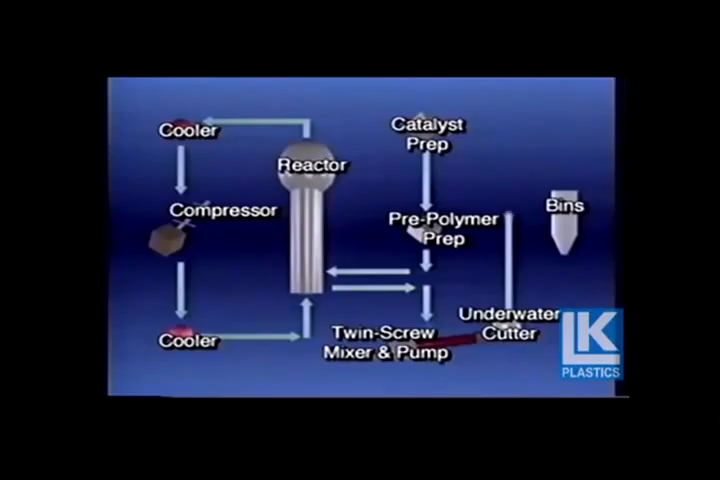 Cooler
Catalyst
Prep
Reactor
Compressor
Bins
Pre-Polymer
Prep
Underwater
Cutter
Twin-Screw
Mixer & Pump
Cooler
LK
PLASTICS